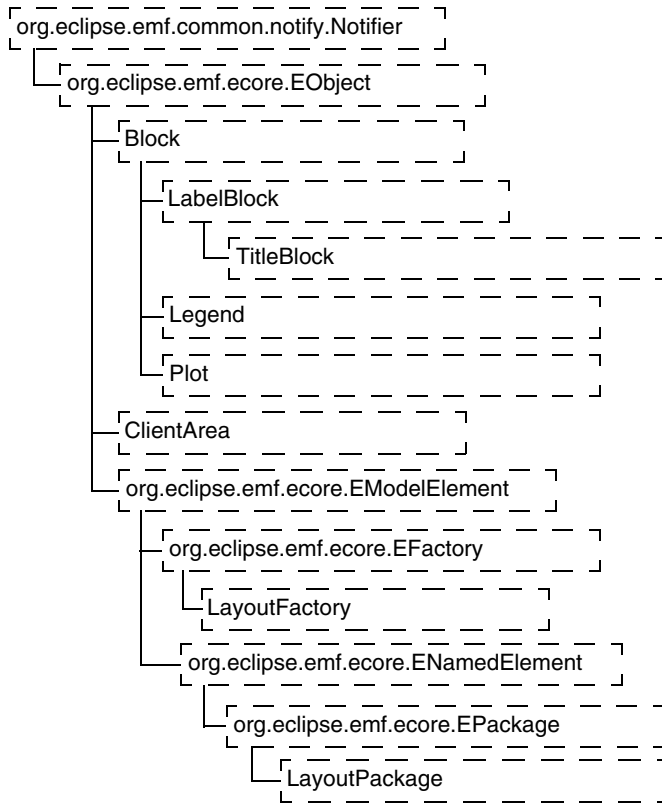 org.eclipse.emf.common.notify.Notifier
org.eclipse.emf.ecore.EObject
Block
LabelBlock
TitleBlock
Legend
Plot
ClientArea
org.eclipse.emf.ecore.EModelElement
org.eclipse.emf.ecore.EFactory
LayoutFactory
org.eclipse.emf.ecore.ENamedElement
org.eclipse.emf.ecore.EPackage
LayoutPackage